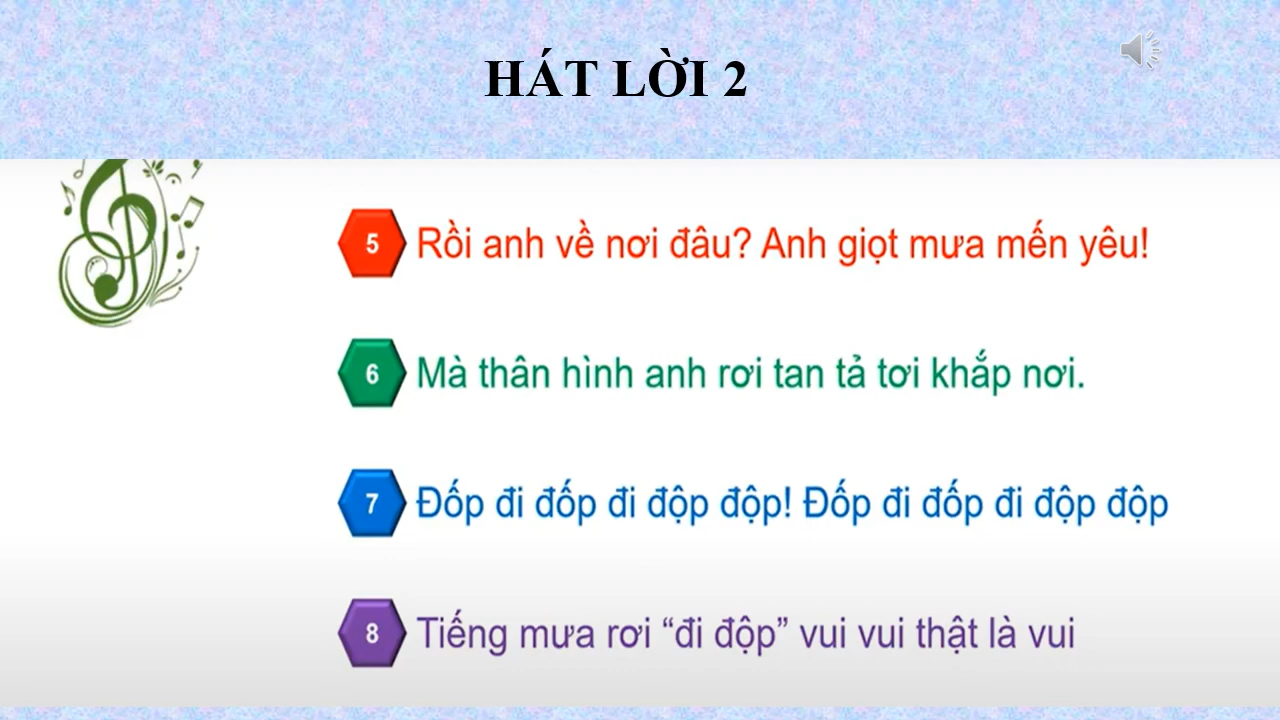 HÁT LỜI 2
5 Rồi anh về nơi đâu? Anh giọt mưa mến yêu!
6 Mà thân hình anh rơi tan tả tơi khắp nơi.
7 Đốp đi đốp đi độp độp! Đốp đi đốp đi độp độp
8 Tiếng mưa rơi “đi độp” vui vui thật là vui